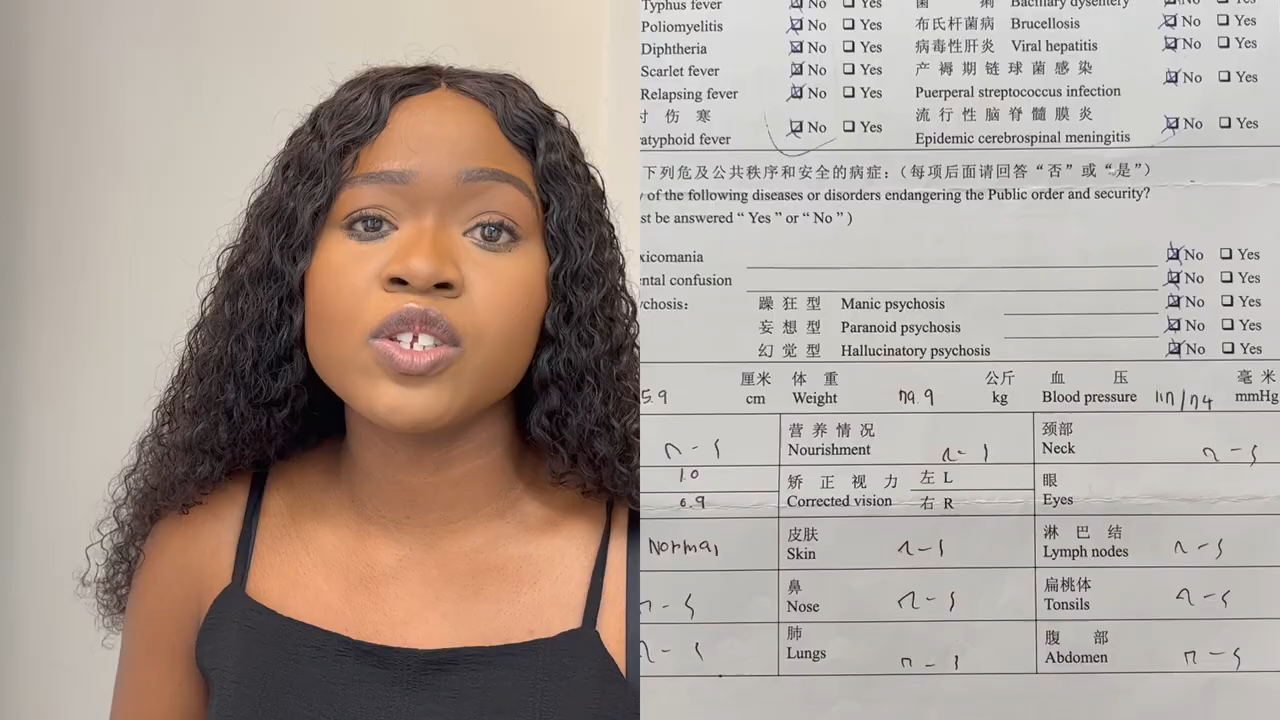 Typhus fever No Yes 菌 痢 Bacillary dysentery No Yes
Poliomyelitis No Yes 布氏杆菌病 Brucellosis No Yes
Diphtheria No Yes 病毒性肝炎 Viral hepatitis No Yes
Scarlet fever No Yes 产褥期链球菌感染 No Yes
Relapsing fever No Yes Puerperal streptococcus infection
伤 寒 No Yes 流行性脑脊髓膜炎 No Yes
atyphoid fever Epidemic cerebrospinal meningitis
下列危及公共秩序和安全的病症:(每项后面请回答“否”或“是”)
of the following diseases or disorders endangering the Public order and security?
st be answered “ Yes ” or “ No ” )
xicomania No Yes
ental confusion No Yes
chosis: 躁狂型 Manic psychosis No Yes
妄想型 Paranoid psychosis No Yes
幻觉型 Hallucinatory psychosis No Yes
厘米 体 重 公斤 血 压 毫米
5.9 cm Weight 79.9 kg Blood pressure 117/74 mmHg
营养情况 颈部
n-s Nourishment n-s Neck n-s
1.0 矫正视力 左 L 眼
0.9 Corrected vision 右 R Eyes
皮肤 淋巴结
Normal Skin n-s Lymph nodes n-s
鼻 扁桃体
n-s Nose n-s Tonsils n-s
肺 腹 部
n-s Lungs n-s Abdomen n-s